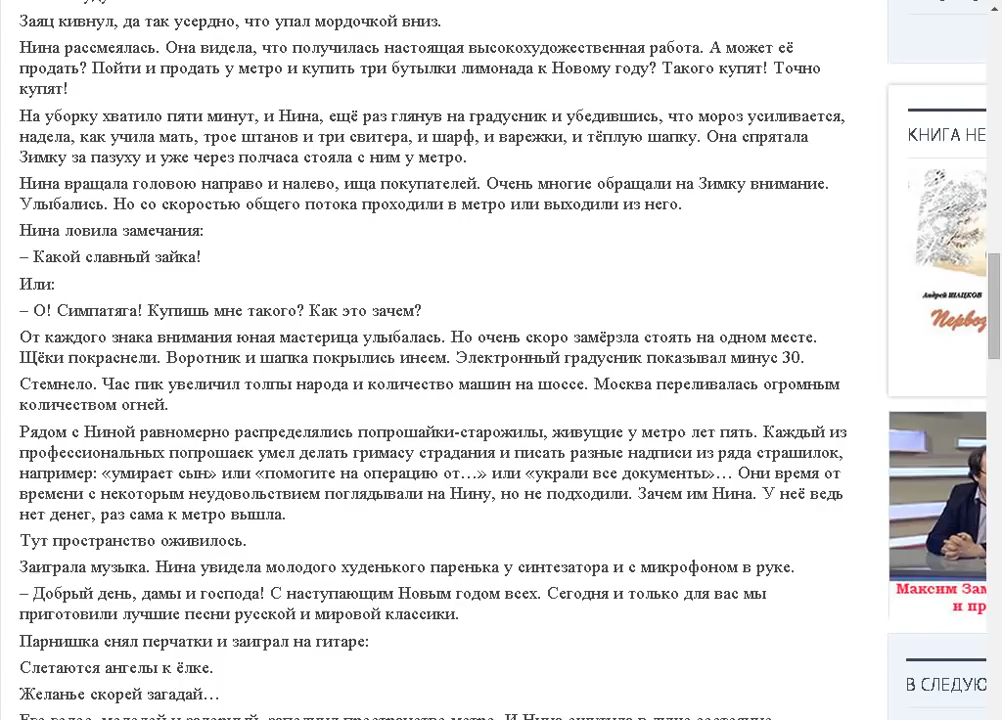 Заяц кивнул, да так усердно, что упал мордочкой вниз.
Нина рассмеялась. Она видела, что получилась настоящая высокохудожественная работа. А может её
продать? Пойти и продать у метро и купить три бутылки лимонада к Новому году? Такого купят! Точно
купят!
На уборку хватило пяти минут, и Нина, ещё раз глянув на градусник и убедившись, что мороз усиливается,
надела, как учила мать, трое штанов и три свитера, и шарф, и варежки, и тёплую шапку. Она спрятала
Зимку за пазуху и уже через полчаса стояла с ним у метро.
Нина вращала головою направо и налево, ища покупателей. Очень многие обращали на Зимку внимание.
Улыбались. Но со скоростью общего потока проходили в метро или выходили из него.
Нина ловила замечания:
– Какой славный зайка!
Или:
– О! Симпатяга! Купишь мне такого? Как это зачем?
От каждого знака внимания юная мастерица улыбалась. Но очень скоро замёрзла стоять на одном месте.
Щёки покраснели. Воротник и шапка покрылись инеем. Электронный градусник показывал минус 30.
Стемнело. Час пик увеличил толпы народа и количество машин на шоссе. Москва переливалась огромным
количеством огней.
Рядом с Ниной равномерно распределялись попрошайки-старожилы, живущие у метро лет пять. Каждый из
профессиональных попрошаек умел делать гримасу страдания и писать разные надписи из ряда страшилок,
например: «умирает сын» или «помогите на операцию от…» или «украли все документы»… Они время от
времени с некоторым неудовольствием поглядывали на Нину, но не подходили. Зачем им Нина. У неё ведь
нет денег, раз сама к метро вышла.
Тут пространство оживилось.
Заиграла музыка. Нина увидела молодого худенького паренька у синтезатора и с микрофоном в руке.
– Добрый день, дамы и господа! С наступающим Новым годом всех. Сегодня и только для вас мы
приготовили лучшие песни русской и мировой классики.
Парнишка снял перчатки и заиграл на гитаре:
Слетаются ангелы к ёлке.
Желанье скорей загадай…
КНИГА НЕ
Андрей ШАЦКОВ
Первоз
Максим Зам
и пр
В СЛЕДУЮ